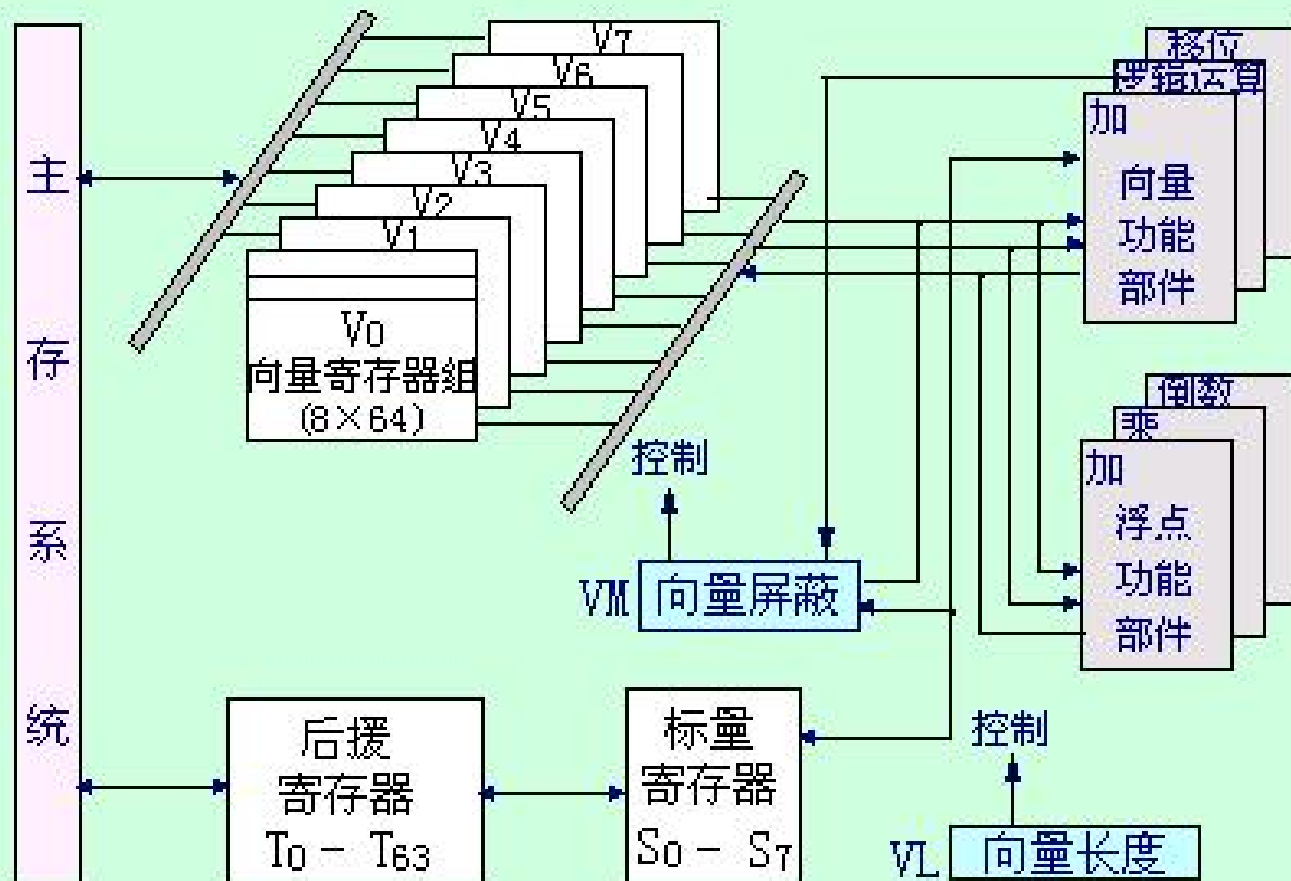 主存系统
V7
V6
V5
V4
V3
V2
V1
V0
向量寄存器组
(8×64)
移位
逻辑运算
加
向量
功能
部件
倒数
乘
加
浮点
功能
部件
控制
VM
向量屏蔽
后援
寄存器
T0 - T63
标量
寄存器
S0 - S7
控制
VL
向量长度